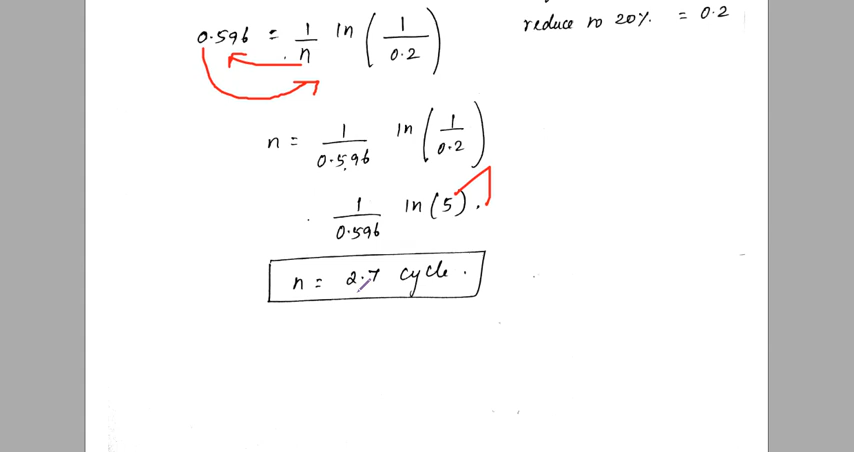 0.596 = 1/n ln (1/0.2)
reduce to 20%. = 0.2
n = 1/0.596 ln (1/0.2)
1/0.596 ln (5).
n = 2.7 cycle.